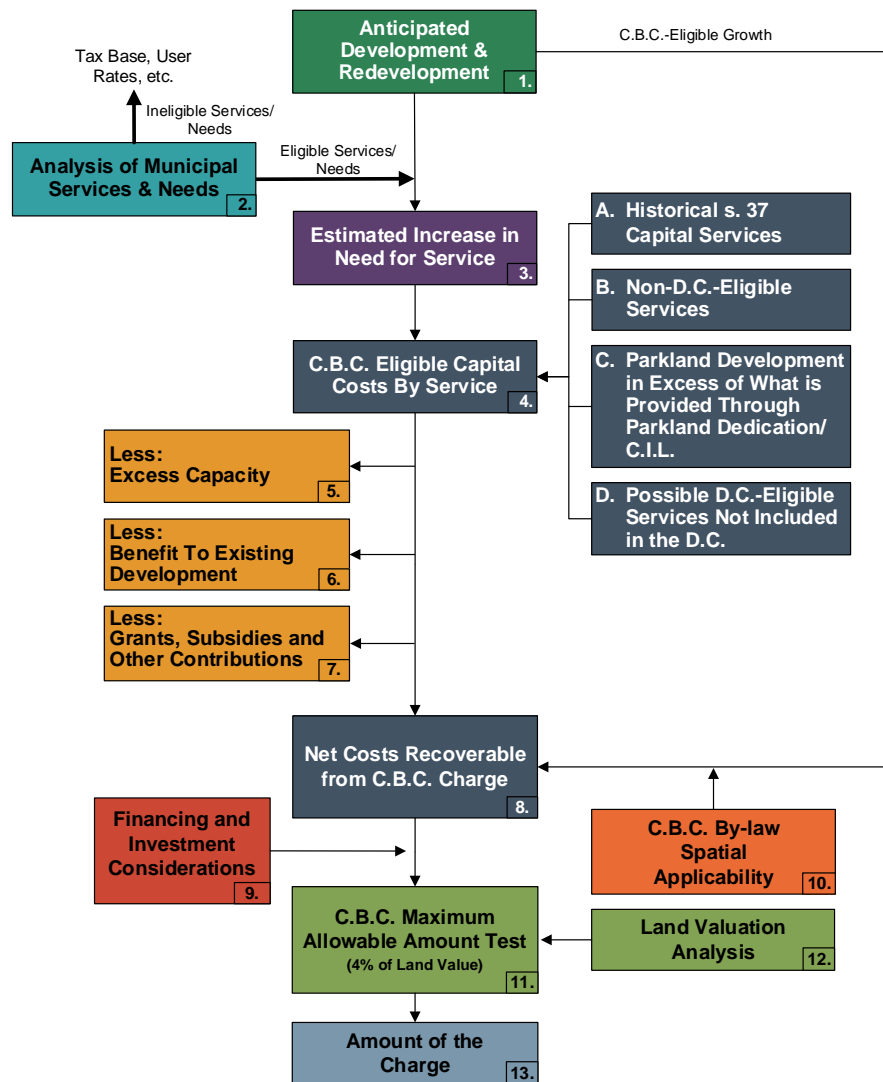 Anticipated
Development &
Redevelopment
1.
C.B.C.-Eligible Growth
Tax Base, User
Rates, etc.
Ineligible Services/
Needs
Analysis of Municipal
Services & Needs
2.
Eligible Services/
Needs
Estimated Increase in
Need for Service
3.
A. Historical s. 37
Capital Services
B. Non-D.C.-Eligible
Services
C.B.C. Eligible Capital
Costs By Service
4.
C. Parkland Development
in Excess of What is
Provided Through
Parkland Dedication/
C.I.L.
D. Possible D.C.-Eligible
Services Not Included
in the D.C.
Less:
Excess Capacity
5.
Less:
Benefit To Existing
Development
6.
Less:
Grants, Subsidies and
Other Contributions
7.
Net Costs Recoverable
from C.B.C. Charge
8.
Financing and
Investment
Considerations
9.
C.B.C. By-law
Spatial
Applicability
10.
C.B.C. Maximum
Allowable Amount Test
(4% of Land Value)
11.
Land Valuation
Analysis
12.
Amount of the
Charge
13.